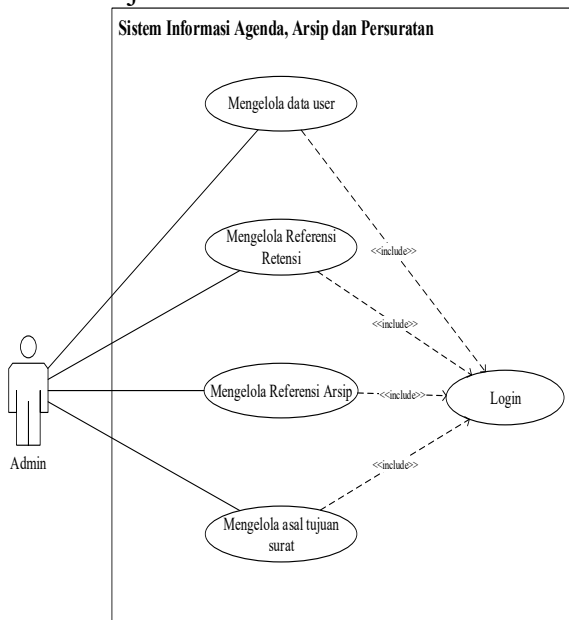 Sistem Informasi Agenda, Arsip dan Persuratan
Mengelola data user
<<include>>
Mengelola Referensi
Retensi
<<include>>
Mengelola Referensi Arsip
<<include>>
Login
Admin
<<include>>
Mengelola asal tujuan
surat